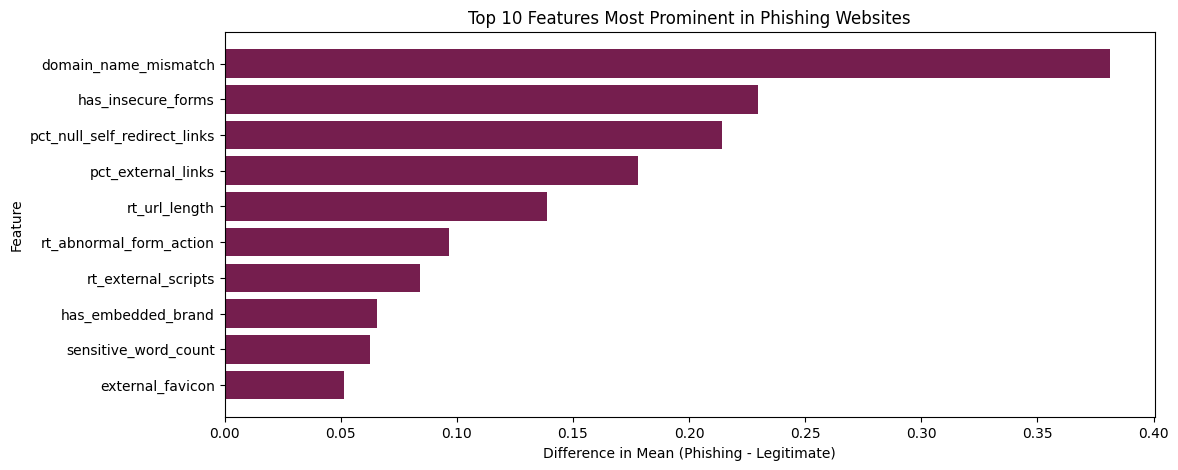 Top 10 Features Most Prominent in Phishing Websites
Feature
domain_name_mismatch
has_insecure_forms
pct_null_self_redirect_links
pct_external_links
rt_url_length
rt_abnormal_form_action
rt_external_scripts
has_embedded_brand
sensitive_word_count
external_favicon
0.00 0.05 0.10 0.15 0.20 0.25 0.30 0.35 0.40
Difference in Mean (Phishing - Legitimate)